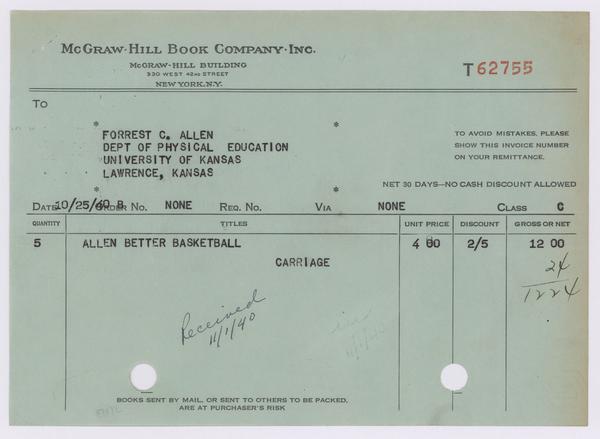 McGraw-Hill Book Company·Inc.
McGraw-Hill Building
330 West 42nd Street
New York, N.Y.
T62755
To
* *
FORREST C. ALLEN
DEPT OF PHYSICAL EDUCATION
UNIVERSITY OF KANSAS
LAWRENCE, KANSAS
* *
TO AVOID MISTAKES, PLEASE
SHOW THIS INVOICE NUMBER
ON YOUR REMITTANCE.
NET 30 DAYS—NO CASH DISCOUNT ALLOWED
Date 10/25/40 B Order No. NONE Req. No. Via NONE Class C
QUANTITY TITLES UNIT PRICE DISCOUNT GROSS OR NET
5 ALLEN BETTER BASKETBALL 4 00 2/5 12 00
CARRIAGE 24
1224
Received
11/1/40
11/1/40
BOOKS SENT BY MAIL, OR SENT TO OTHERS TO BE PACKED,
ARE AT PURCHASER'S RISK